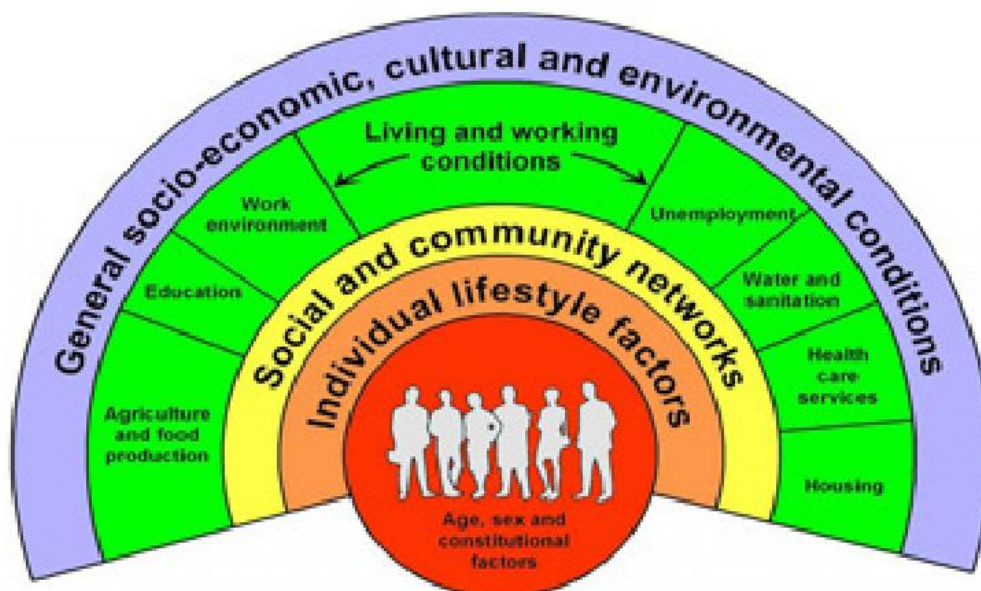 General socio-economic, cultural and environmental conditions
Living and working
conditions
Work
environment
Education
Agriculture
and food
production
Unemployment
Water and
sanitation
Health
care
services
Housing
Social and community networks
Individual lifestyle factors
Age, sex and
constitutional
factors